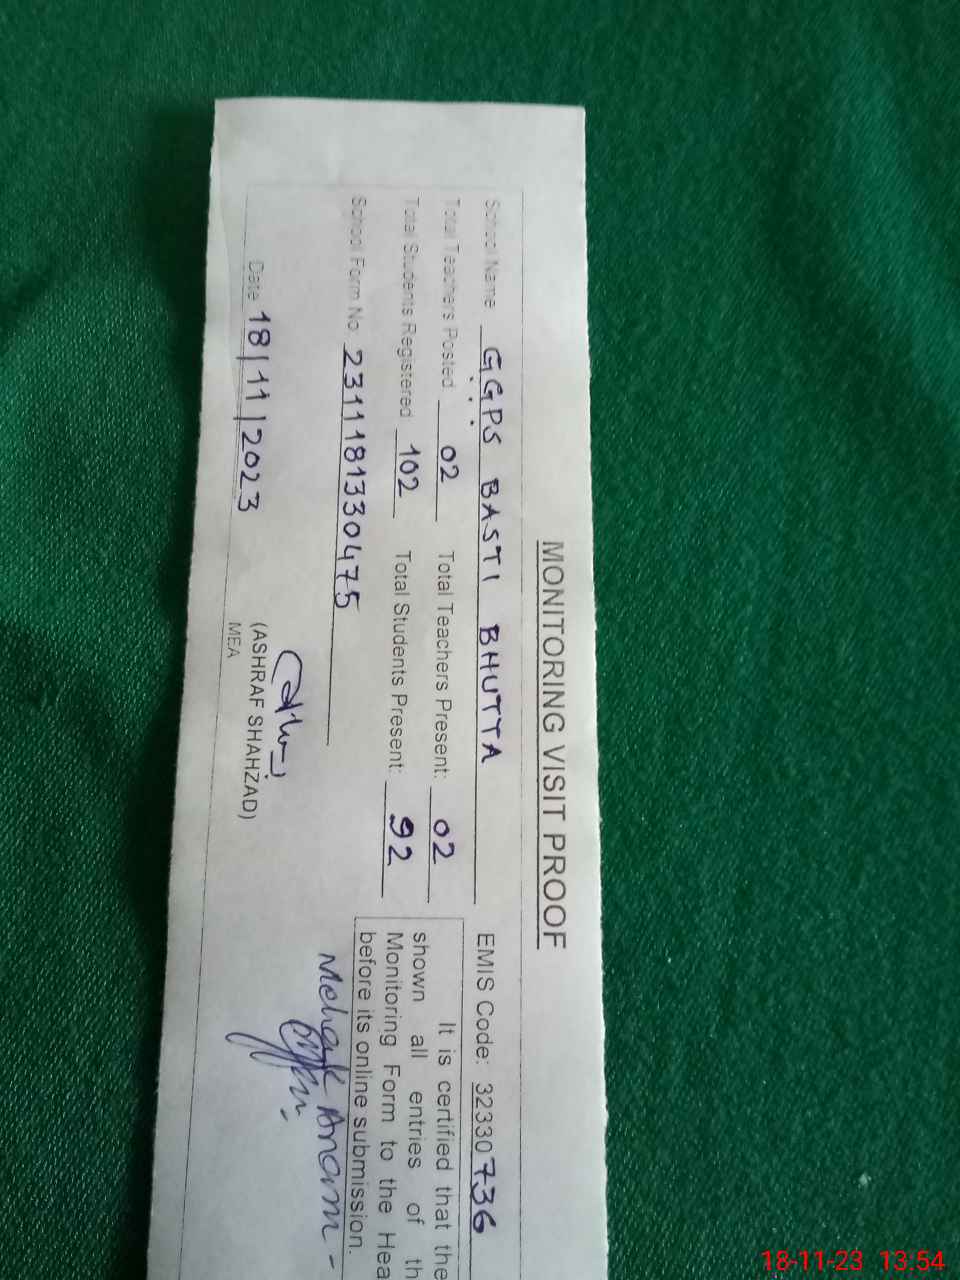 MONITORING VISIT PROOF
School Name GGPS BASTI BHUTTA EMIS Code: 32330736
Total Teachers Posted 02 Total Teachers Present: 02
Total Students Registered 102 Total Students Present: 92
School Form No. 2311181330475
It is certified that the
shown all entries of th
Monitoring Form to the Hea
before its online submission.
Date 18/11/2023
(ASHRAF SHAHZAD)
MEA
Mehak Anam
18-11-23 13.54